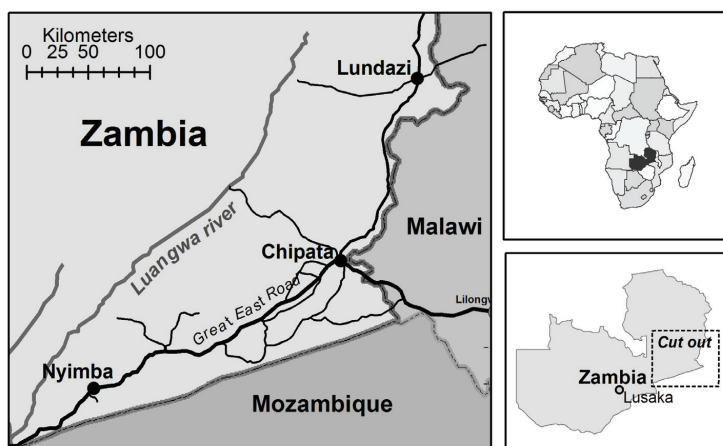 Kilometers
0 25 50 100
Lundazi
Zambia
Luangwa river
Malawi
Chipata
Great East Road
Lilongw
Nyimba
Mozambique
Cut out
Zambia
Lusaka